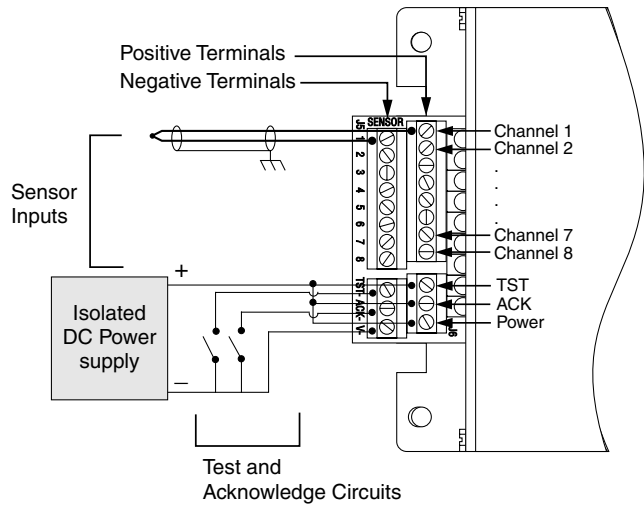 Positive Terminals
Negative Terminals
J5
SENSOR
Channel 1
Channel 2
.
.
.
.
Channel 7
Channel 8
1
2
3
4
5
6
7
8
Sensor
Inputs
+
Isolated
DC Power
supply
–
TST-
ACK-
V-
TST
ACK
Power
J6
Test and
Acknowledge Circuits